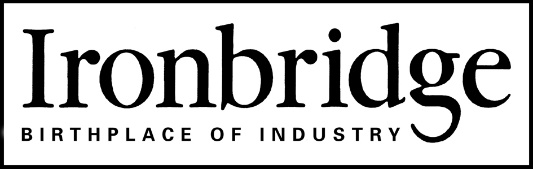 Ironbridge
BIRTHPLACE OF INDUSTRY